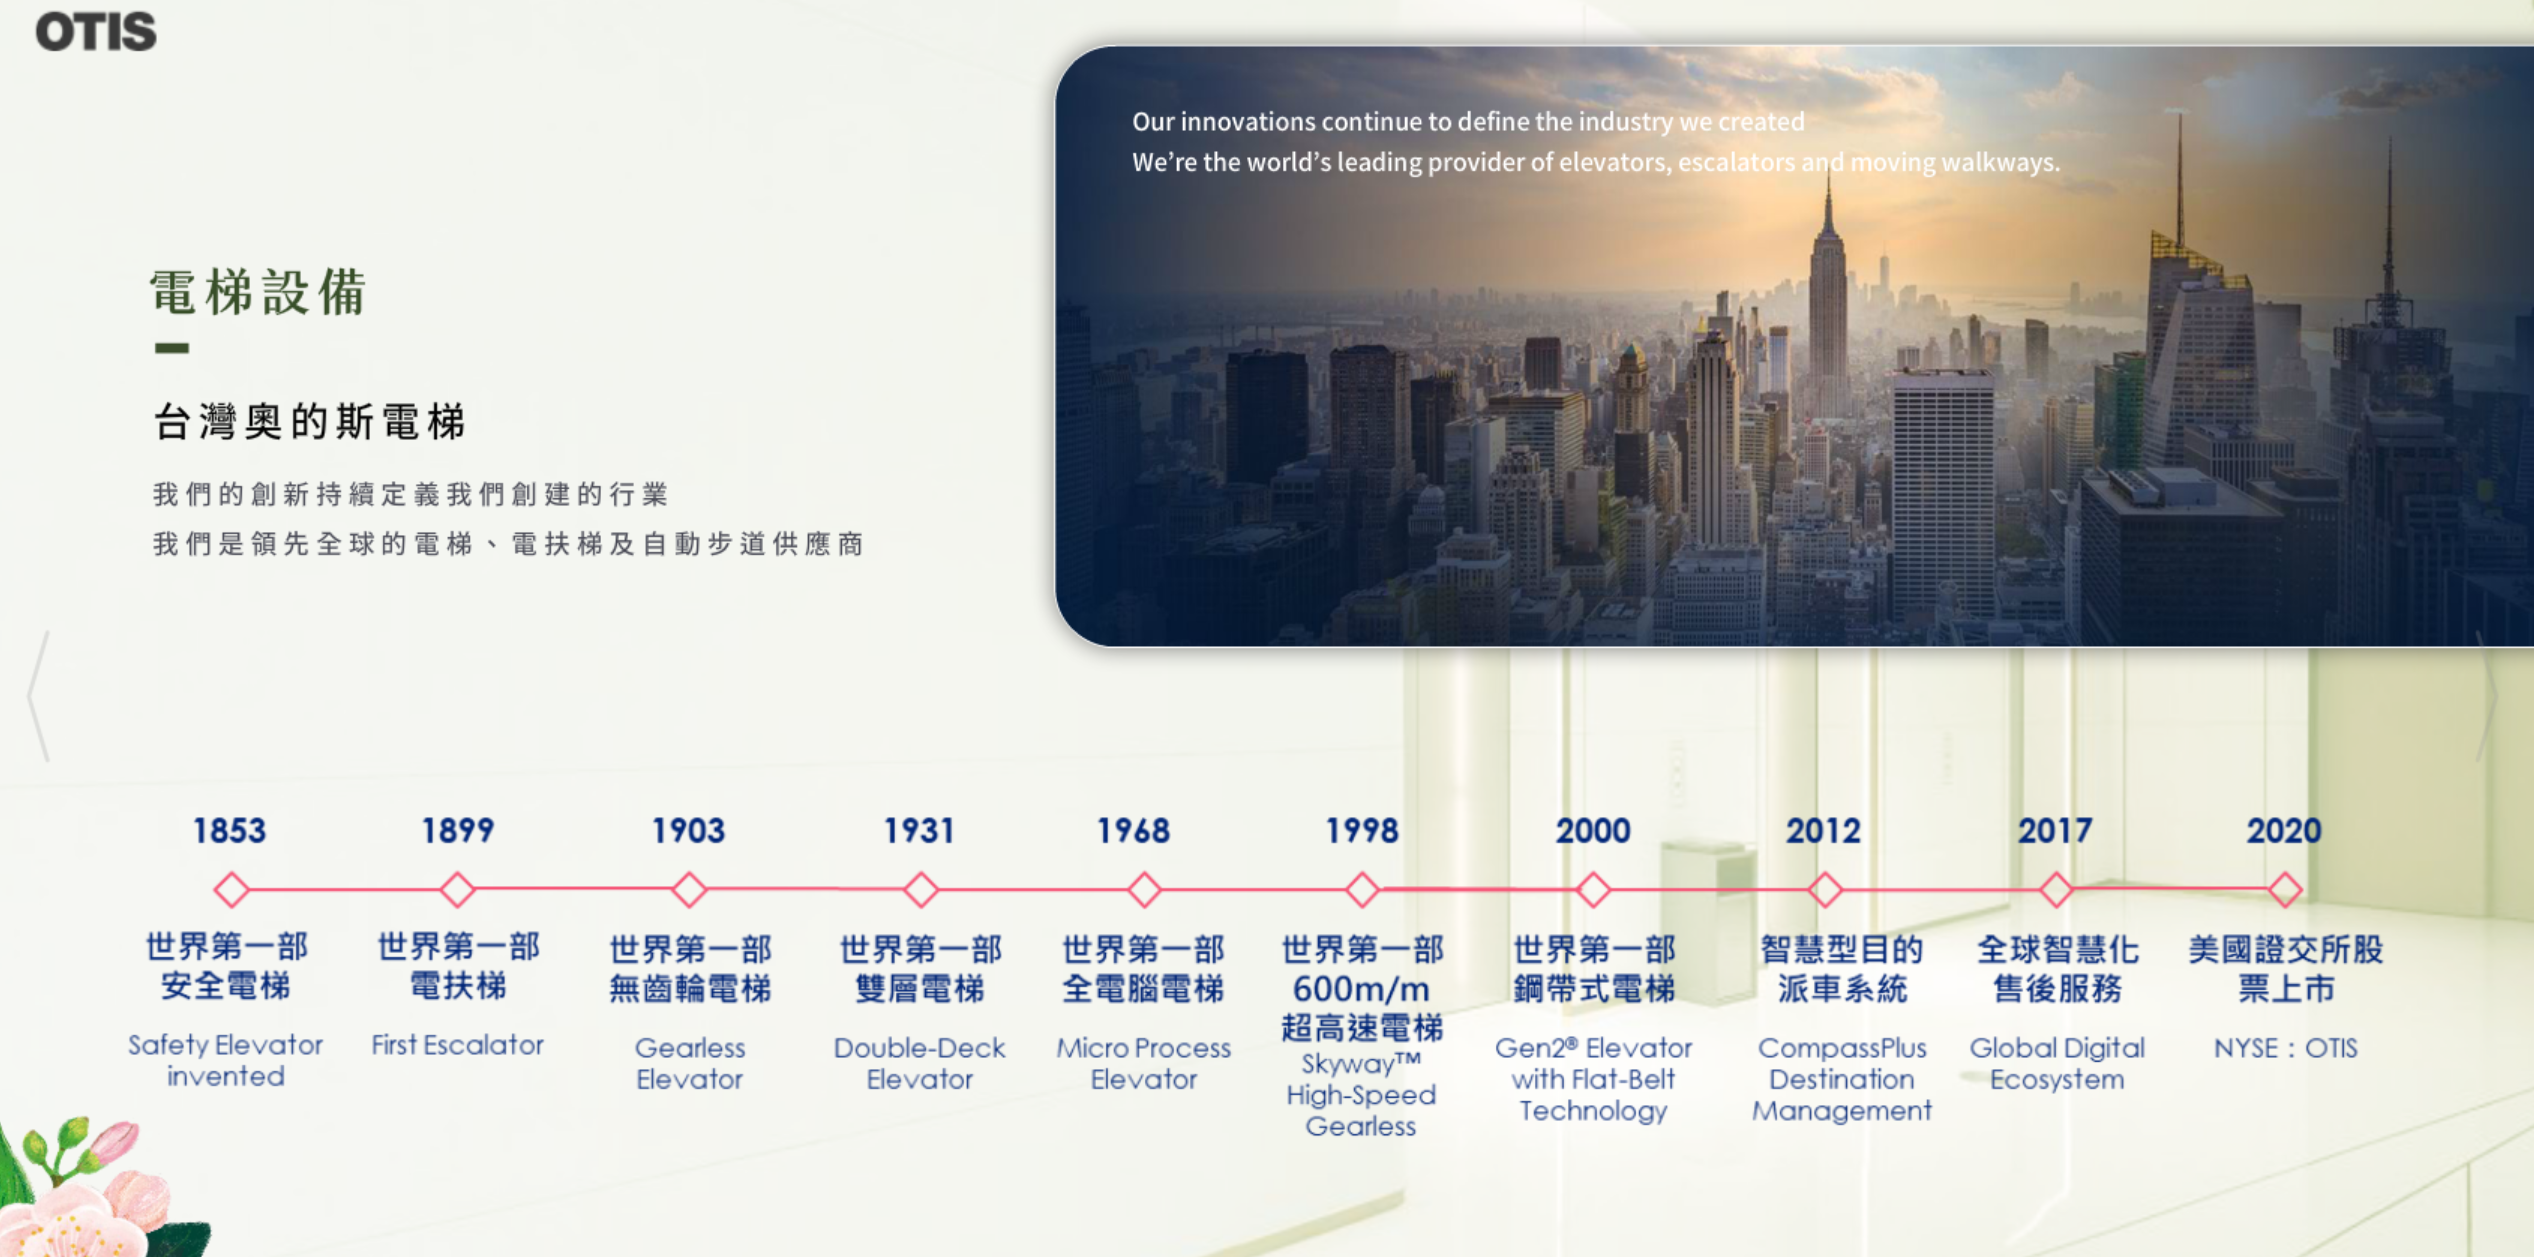 OTIS
Our innovations continue to define the industry we created
We’re the world’s leading provider of elevators, escalators and moving walkways.
電梯設備
台灣奧的斯電梯
我們的創新持續定義我們創建的行業
我們是領先全球的電梯、電扶梯及自動步道供應商
1853
世界第一部
安全電梯
Safety Elevator
invented
1899
世界第一部
電扶梯
First Escalator
1903
世界第一部
無齒輪電梯
Gearless
Elevator
1931
世界第一部
雙層電梯
Double-Deck
Elevator
1968
世界第一部
全電腦電梯
Micro Process
Elevator
1998
世界第一部
600m/m
超高速電梯
Skyway™
High-Speed
Gearless
2000
世界第一部
鋼帶式電梯
Gen2® Elevator
with Flat-Belt
Technology
2012
智慧型目的
派車系統
CompassPlus
Destination
Management
2017
全球智慧化
售後服務
Global Digital
Ecosystem
2020
美國證交所股
票上市
NYSE：OTIS